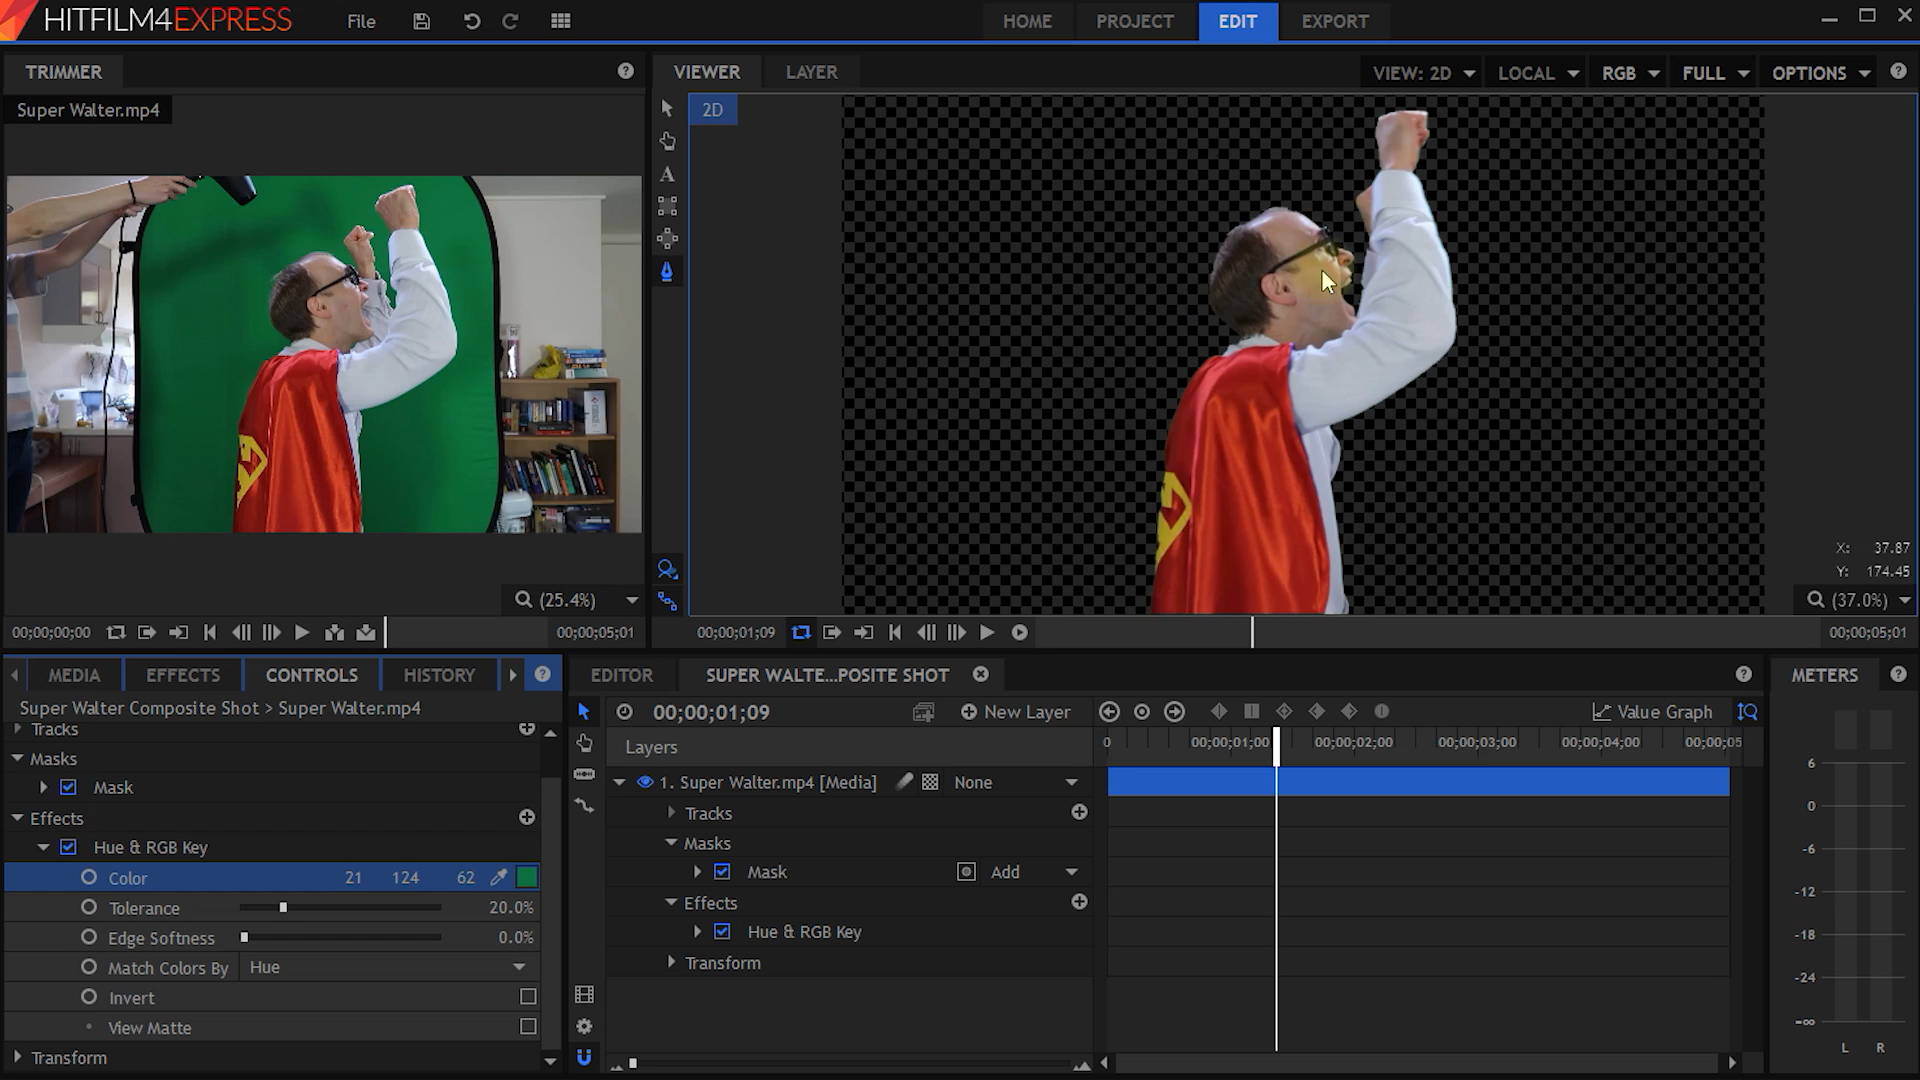 HITFILM4EXPRESS
File
HOME
PROJECT
EDIT
EXPORT
TRIMMER
Super Walter.mp4
VIEWER
LAYER
VIEW: 2D
LOCAL
RGB
FULL
OPTIONS
2D
X: 37.87
Y: 174.45
(25.4%)
(37.0%)
00;00;00;00
00;00;05;01
00;00;01;09
00;00;05;01
MEDIA
EFFECTS
CONTROLS
HISTORY
Super Walter Composite Shot > Super Walter.mp4
Tracks
Masks
Mask
Effects
Hue & RGB Key
Color 21 124 62
Tolerance 20.0%
Edge Softness 0.0%
Match Colors By Hue
Invert
View Matte
Transform
EDITOR
SUPER WALTE...POSITE SHOT
00;00;01;09
New Layer
Value Graph
Layers
0 00;00;01;00 00;00;02;00 00;00;03;00 00;00;04;00 00;00;05
1. Super Walter.mp4 [Media] None
Tracks
Masks
Mask Add
Effects
Hue & RGB Key
Transform
METERS
6
0
-6
-12
-18
-24
-∞
L R